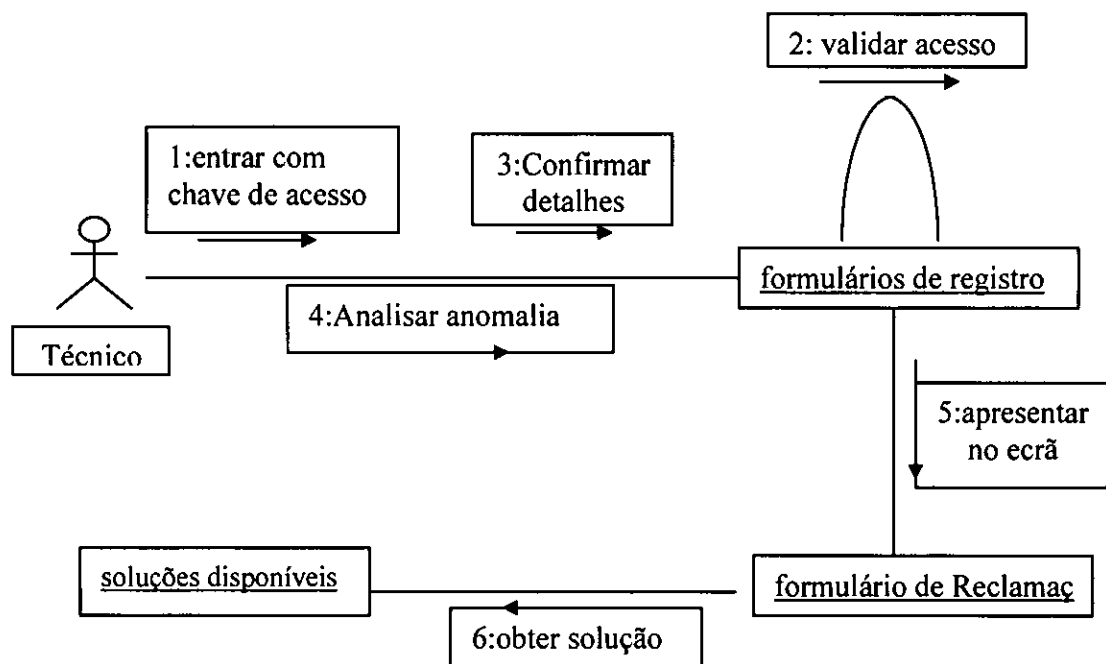 2: validar acesso
1:entrar com
chave de acesso
3:Confirmar
detalhes
formulários de registro
4:Analisar anomalia
Técnico
5:apresentar
no ecrã
soluções disponíveis
formulário de Reclamaç
6:obter solução